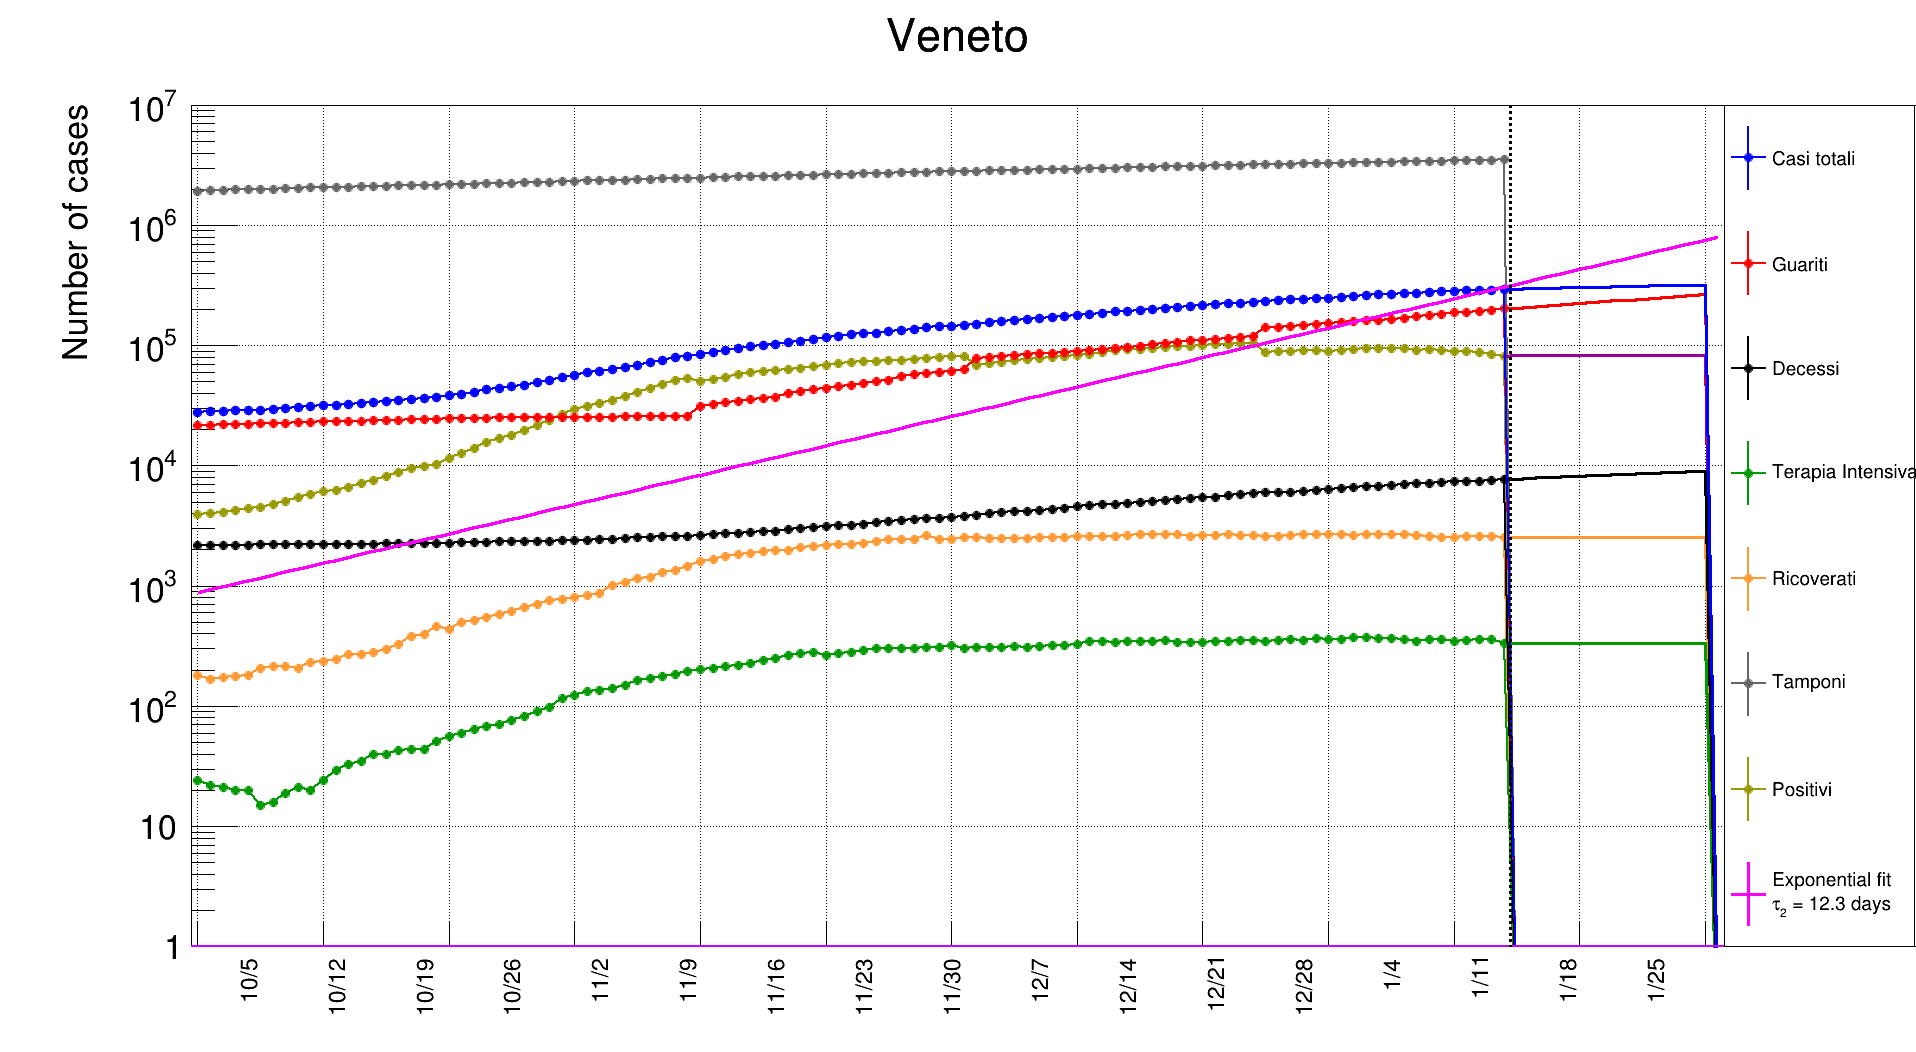 Veneto
Number of cases
10^7
10^6
10^5
10^4
10^3
10^2
10
1
10/5
10/12
10/19
10/26
11/2
11/9
11/16
11/23
11/30
12/7
12/14
12/21
12/28
1/4
1/11
1/18
1/25
Casi totali
Guariti
Decessi
Terapia Intensiva
Ricoverati
Tamponi
Positivi
Exponential fit
τ₂ = 12.3 days